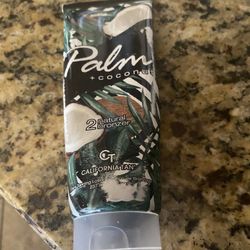 Palm
+ coconut
2 natural
bronzer
CT
CALIFORNIA TAN